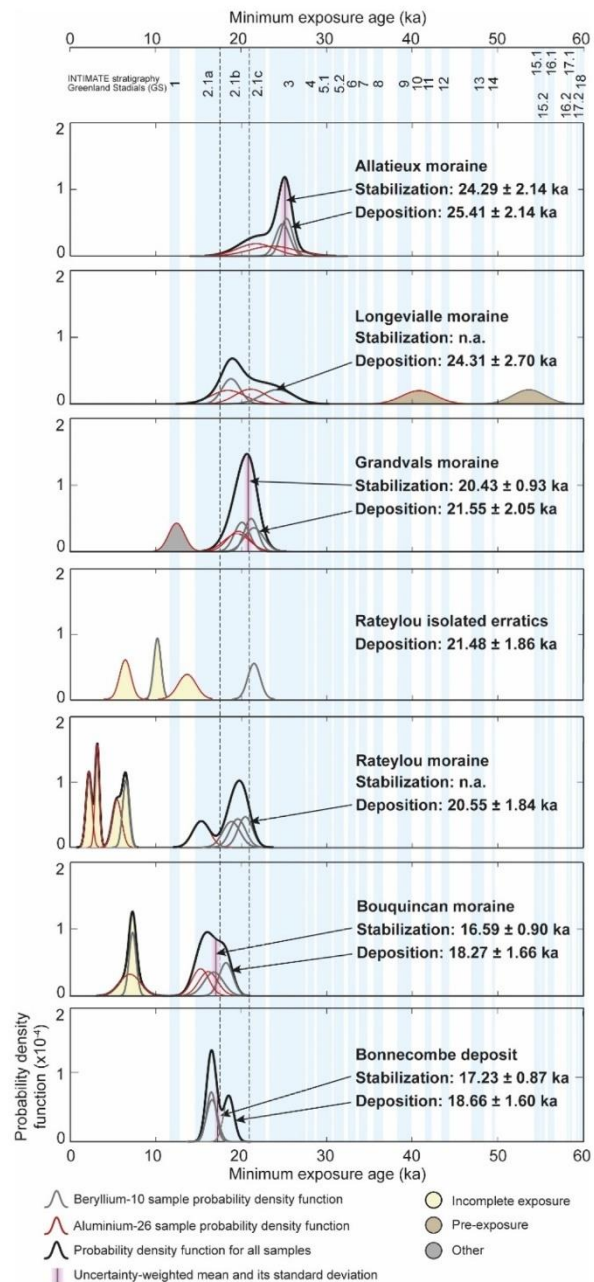 Minimum exposure age (ka)
0 10 20 30 40 50 60
INTIMATE stratigraphy
Greenland Stadials (GS)
1 2.1a 2.1b 2.1c 3 4 5.1 5.2 6 7 8 9 10 11 12 13 14 15.1 15.2 16.1 16.2 17.1 17.2 18
2
1
0
Allatieux moraine
Stabilization: 24.29 ± 2.14 ka
Deposition: 25.41 ± 2.14 ka
2
1
0
Longevialle moraine
Stabilization: n.a.
Deposition: 24.31 ± 2.70 ka
2
1
0
Grandvals moraine
Stabilization: 20.43 ± 0.93 ka
Deposition: 21.55 ± 2.05 ka
2
1
0
Rateylou isolated erratics
Deposition: 21.48 ± 1.86 ka
2
1
0
Rateylou moraine
Stabilization: n.a.
Deposition: 20.55 ± 1.84 ka
2
1
0
Bouquincan moraine
Stabilization: 16.59 ± 0.90 ka
Deposition: 18.27 ± 1.66 ka
2
1
0
Bonnecombe deposit
Stabilization: 17.23 ± 0.87 ka
Deposition: 18.66 ± 1.60 ka
Probability density
function (x10⁻⁴)
0 10 20 30 40 50 60
Minimum exposure age (ka)
Beryllium-10 sample probability density function
Aluminium-26 sample probability density function
Probability density function for all samples
Uncertainty-weighted mean and its standard deviation
Incomplete exposure
Pre-exposure
Other